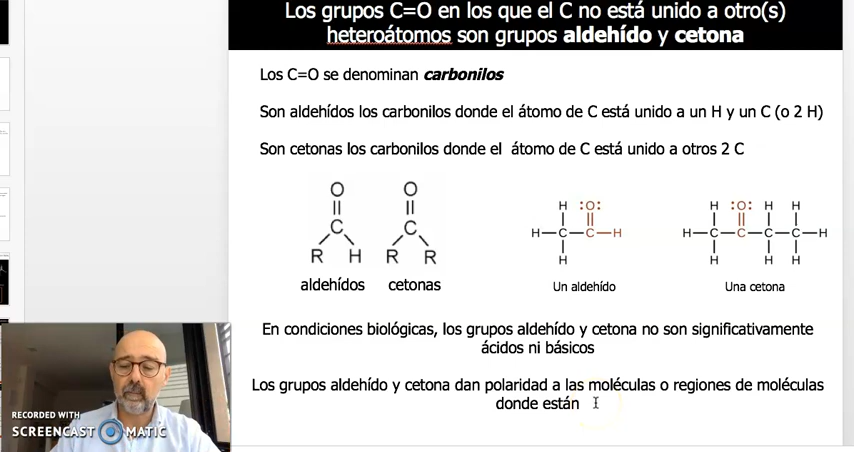 Los grupos C=O en los que el C no está unido a otro(s)
heteroátomos son grupos aldehído y cetona
Los C=O se denominan carbonilos
Son aldehídos los carbonilos donde el átomo de C está unido a un H y un C (o 2 H)
Son cetonas los carbonilos donde el átomo de C está unido a otros 2 C
O O
C C
R H R R
aldehídos cetonas
H :O:
H—C—C—H
H
Un aldehído
H :O: H H
H—C—C—C—C—H
H H H
Una cetona
En condiciones biológicas, los grupos aldehído y cetona no son significativamente
ácidos ni básicos
Los grupos aldehído y cetona dan polaridad a las moléculas o regiones de moléculas
donde están
RECORDED WITH
SCREENCAST MATIC